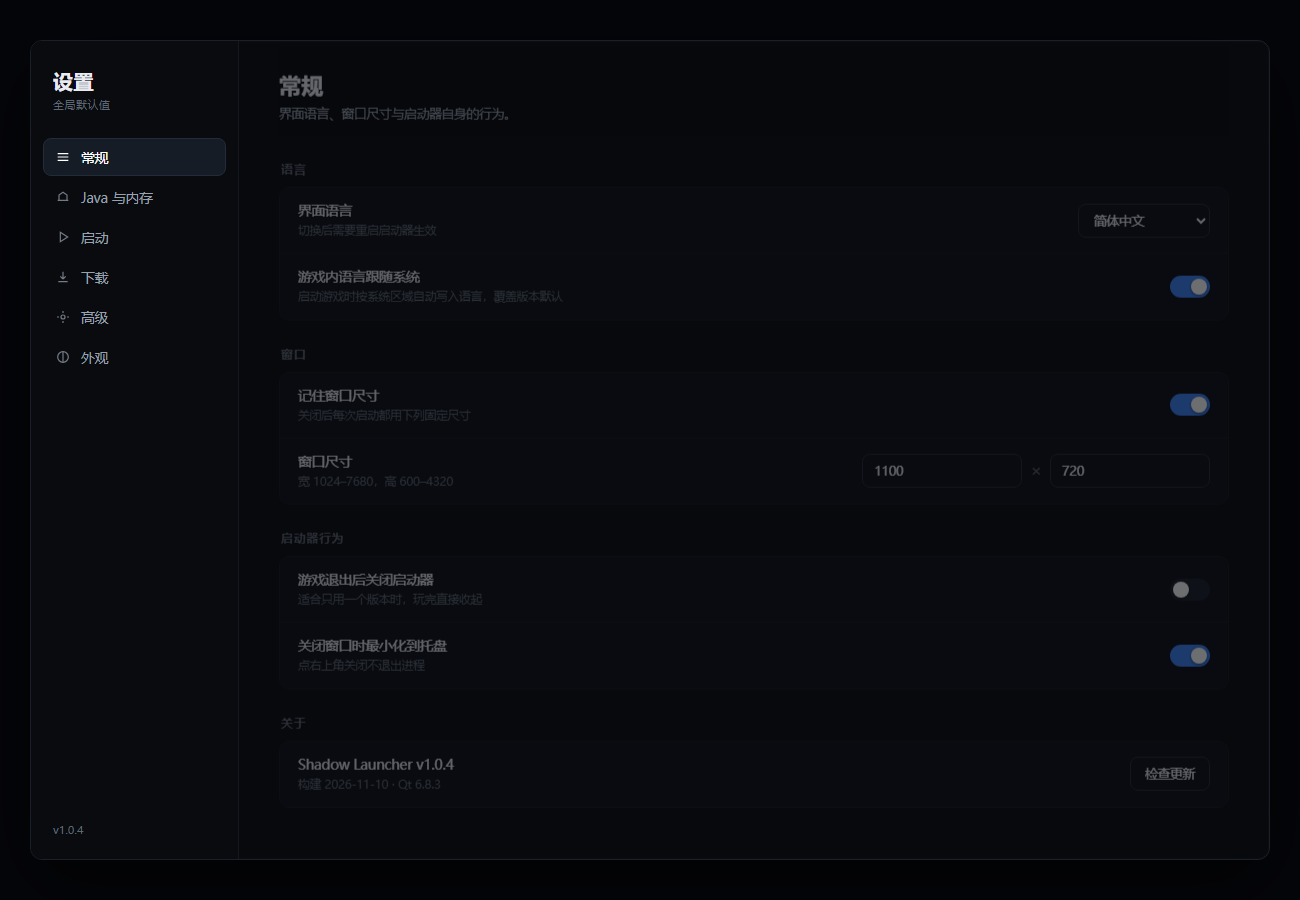 设置
全局默认值
常规
Java 与内存
启动
下载
高级
外观
v1.0.4
常规
界面语言、窗口尺寸与启动器自身的行为。
语言
界面语言
切换后需要重启启动器生效
简体中文
游戏内语言跟随系统
启动游戏时按系统区域自动写入语言，覆盖版本默认
窗口
记住窗口尺寸
关闭后每次启动都用下列固定尺寸
窗口尺寸
宽 1024–7680，高 600–4320
1100 × 720
启动器行为
游戏退出后关闭启动器
适合只用一个版本时，玩完直接收起
关闭窗口时最小化到托盘
点右上角关闭不退出进程
关于
Shadow Launcher v1.0.4
构建 2026-11-10 · Qt 6.8.3
检查更新